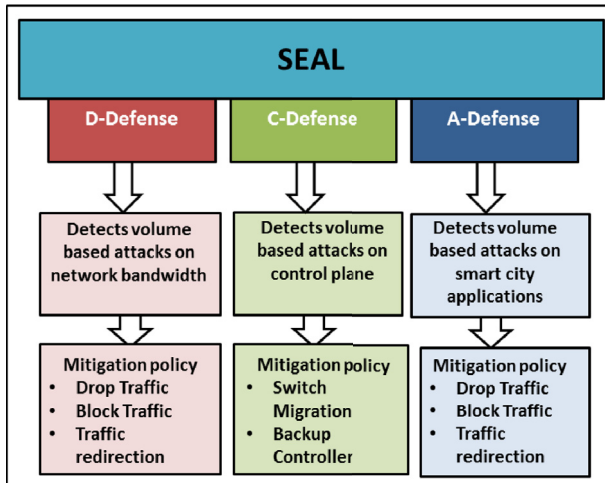 SEAL
D-Defense
C-Defense
A-Defense
Detects volume
based attacks on
network bandwidth
Detects volume
based attacks on
control plane
Detects volume
based attacks on
smart city
applications
Mitigation policy
• Drop Traffic
• Block Traffic
• Traffic
redirection
Mitigation policy
• Switch
Migration
• Backup
Controller
Mitigation policy
• Drop Traffic
• Block Traffic
• Traffic
redirection